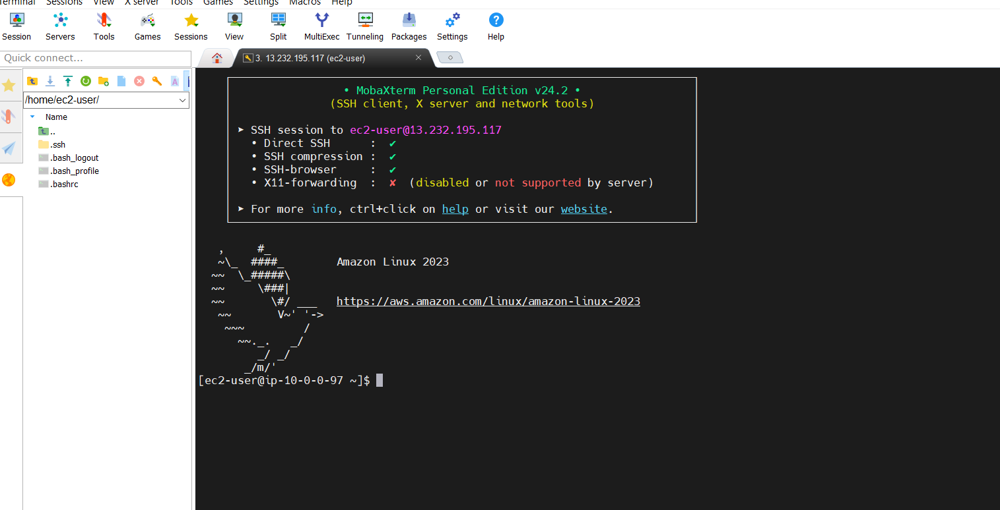 Terminal Sessions View X server Tools Games Settings Macros Help
Session Servers Tools Games Sessions View Split MultiExec Tunneling Packages Settings Help
Quick connect...
3. 13.232.195.117 (ec2-user)
/home/ec2-user/
Name
..
.ssh
.bash_logout
.bash_profile
.bashrc
• MobaXterm Personal Edition v24.2 •
(SSH client, X server and network tools)
➤ SSH session to ec2-user@13.232.195.117
• Direct SSH : ✔
• SSH compression : ✔
• SSH-browser : ✔
• X11-forwarding : ✘ (disabled or not supported by server)
➤ For more info, ctrl+click on help or visit our website.
, #_
~\_ ####_ Amazon Linux 2023
~~ \_#####\
~~ \###|
~~ \#/ ___ https://aws.amazon.com/linux/amazon-linux-2023
~~ V~' '->
~~~ /
~~._. _/
_/ _/
_/m/'
[ec2-user@ip-10-0-0-97 ~]$